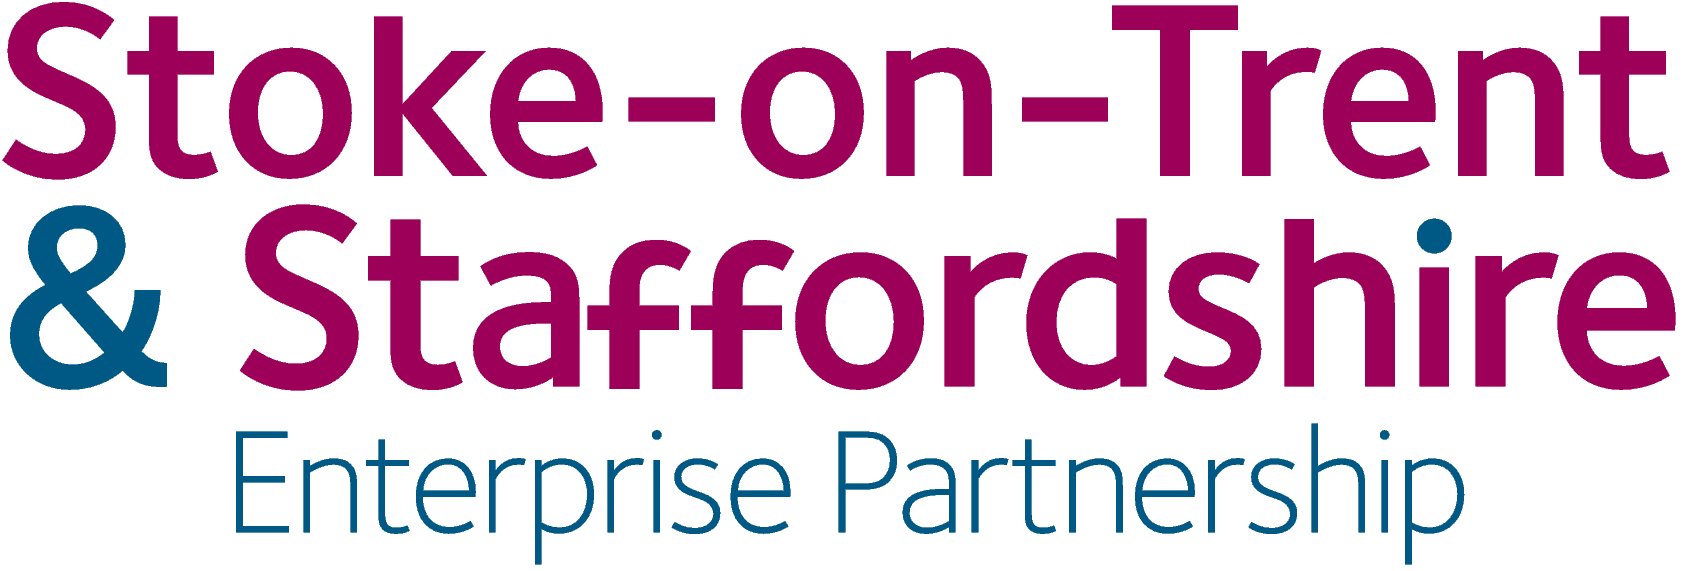 Stoke-on-Trent
& Staffordshire
Enterprise Partnership